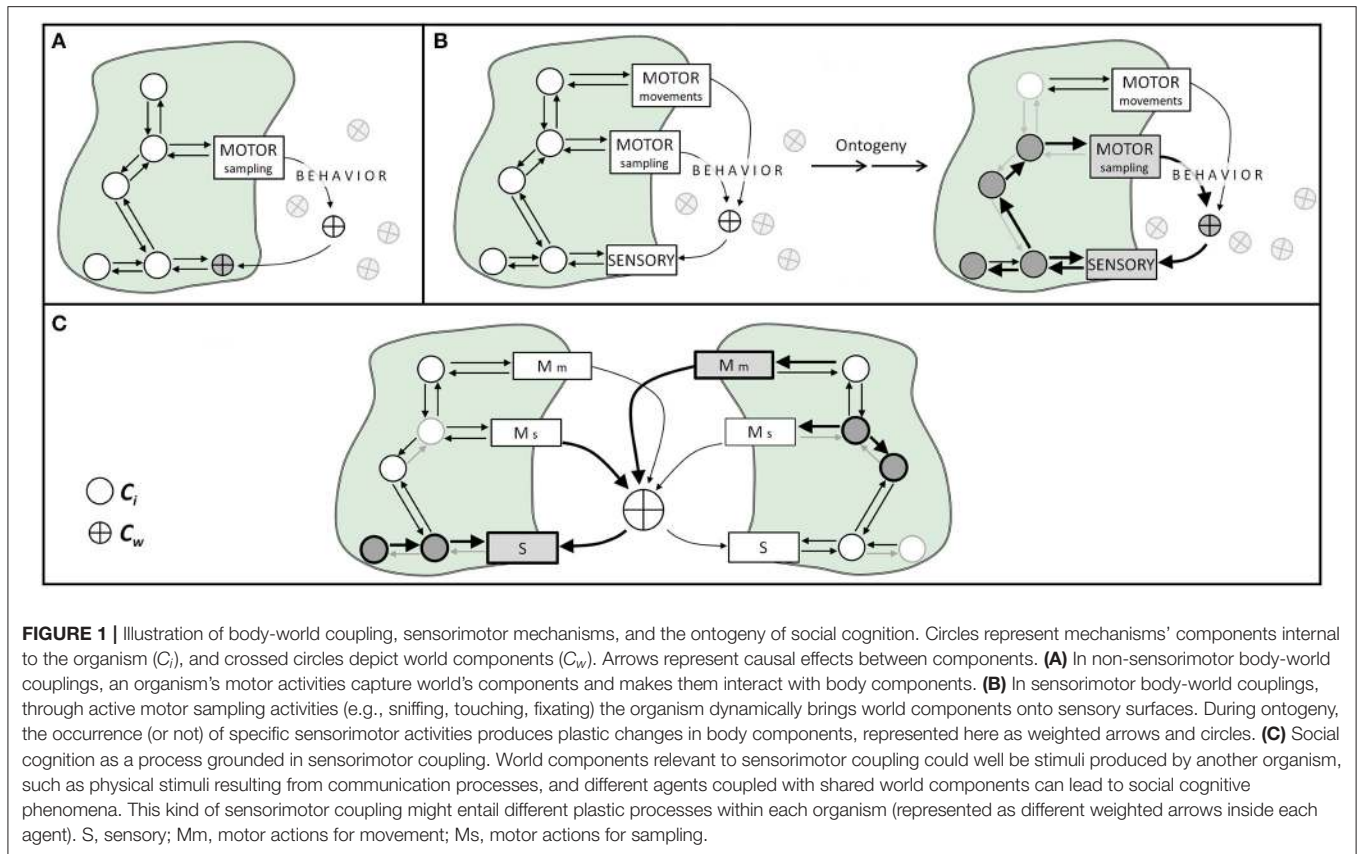 A
MOTOR
sampling
BEHAVIOR
B
MOTOR
movements
MOTOR
sampling
BEHAVIOR
SENSORY
Ontogeny
MOTOR
movements
MOTOR
sampling
BEHAVIOR
SENSORY
C
M m
M s
S
M m
M s
S
Ci
Cw
FIGURE 1 | Illustration of body-world coupling, sensorimotor mechanisms, and the ontogeny of social cognition. Circles represent mechanisms' components internal
to the organism (Ci), and crossed circles depict world components (Cw). Arrows represent causal effects between components. (A) In non-sensorimotor body-world
couplings, an organism's motor activities capture world's components and makes them interact with body components. (B) In sensorimotor body-world couplings,
through active motor sampling activities (e.g., sniffing, touching, fixating) the organism dynamically brings world components onto sensory surfaces. During ontogeny,
the occurrence (or not) of specific sensorimotor activities produces plastic changes in body components, represented here as weighted arrows and circles. (C) Social
cognition as a process grounded in sensorimotor coupling. World components relevant to sensorimotor coupling could well be stimuli produced by another organism,
such as physical stimuli resulting from communication processes, and different agents coupled with shared world components can lead to social cognitive
phenomena. This kind of sensorimotor coupling might entail different plastic processes within each organism (represented as different weighted arrows inside each
agent). S, sensory; Mm, motor actions for movement; Ms, motor actions for sampling.